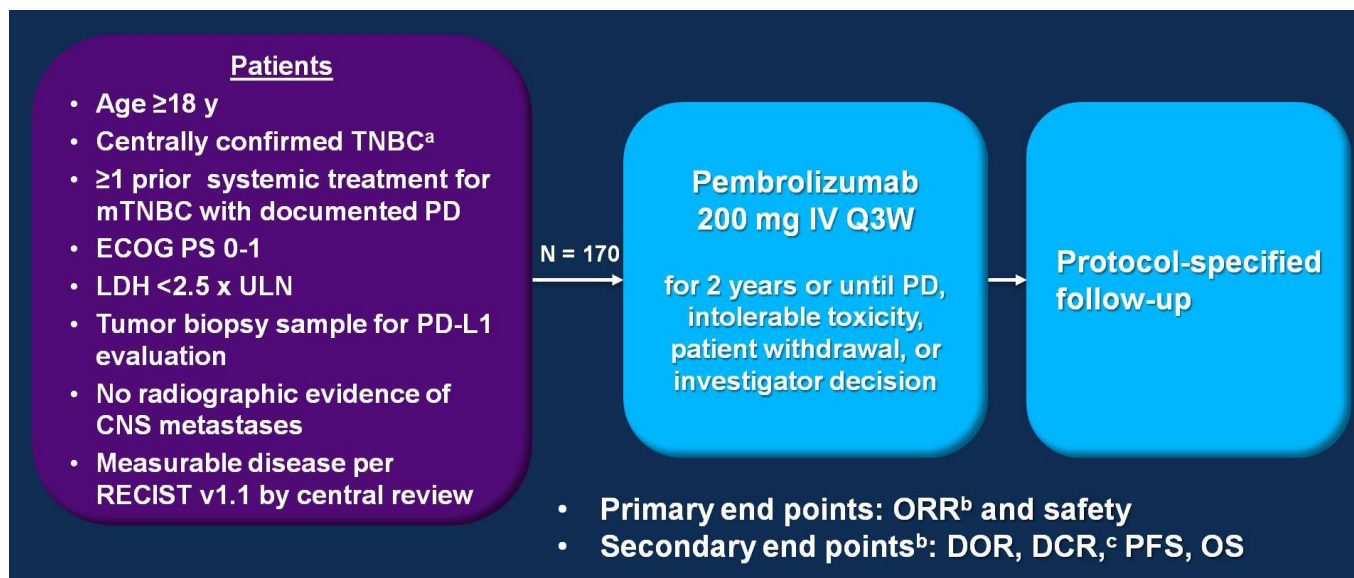 Patients
• Age ≥18 y
• Centrally confirmed TNBCᵃ
• ≥1 prior systemic treatment for
mTNBC with documented PD
• ECOG PS 0-1
• LDH <2.5 x ULN
• Tumor biopsy sample for PD-L1
evaluation
• No radiographic evidence of
CNS metastases
• Measurable disease per
RECIST v1.1 by central review
N = 170
Pembrolizumab
200 mg IV Q3W
for 2 years or until PD,
intolerable toxicity,
patient withdrawal, or
investigator decision
Protocol-specified
follow-up
• Primary end points: ORRᵇ and safety
• Secondary end pointsᵇ: DOR, DCR,ᶜ PFS, OS